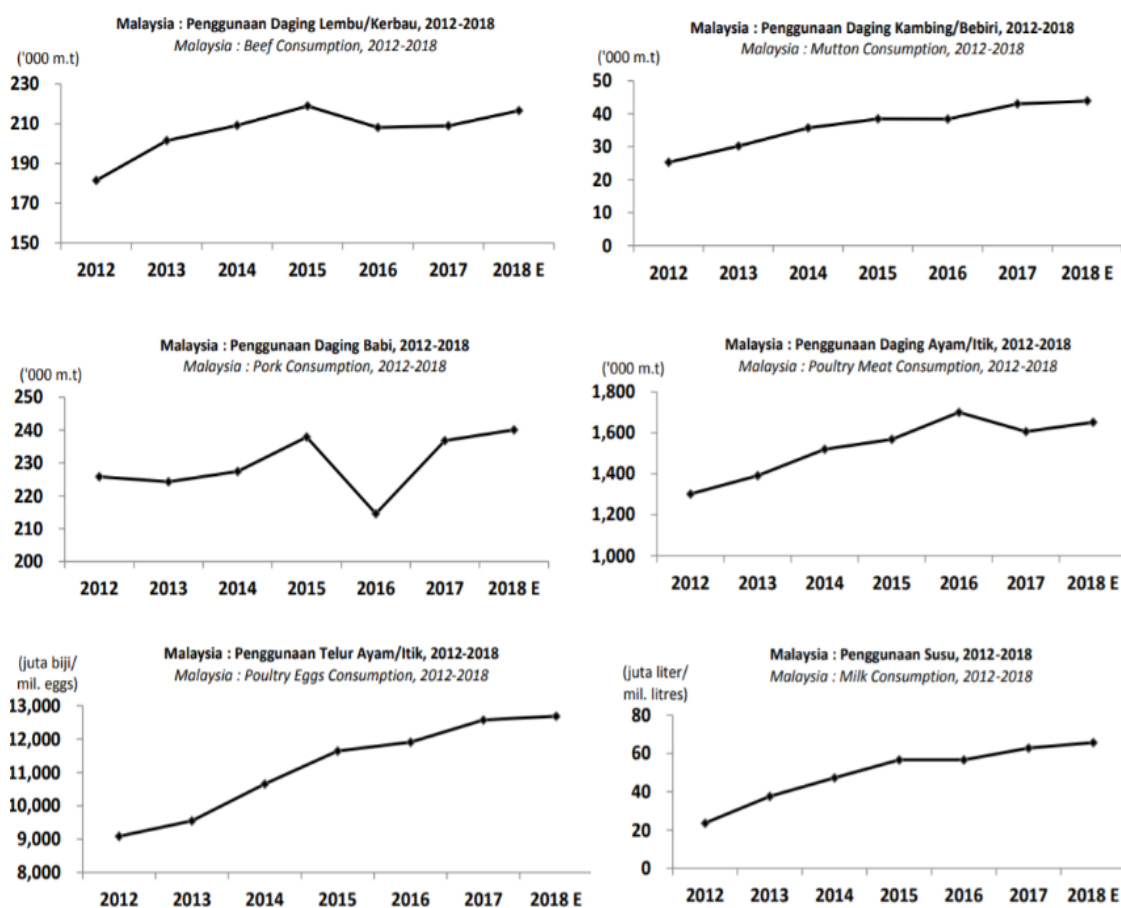 Malaysia : Penggunaan Daging Lembu/Kerbau, 2012-2018
Malaysia : Beef Consumption, 2012-2018
('000 m.t)
230
210
190
170
150
2012 2013 2014 2015 2016 2017 2018 E
Malaysia : Penggunaan Daging Kambing/Bebiri, 2012-2018
Malaysia : Mutton Consumption, 2012-2018
('000 m.t)
50
40
30
20
10
0
2012 2013 2014 2015 2016 2017 2018 E
Malaysia : Penggunaan Daging Babi, 2012-2018
Malaysia : Pork Consumption, 2012-2018
('000 m.t)
250
240
230
220
210
200
2012 2013 2014 2015 2016 2017 2018 E
Malaysia : Penggunaan Daging Ayam/Itik, 2012-2018
Malaysia : Poultry Meat Consumption, 2012-2018
('000 m.t)
1,800
1,600
1,400
1,200
1,000
2012 2013 2014 2015 2016 2017 2018 E
Malaysia : Penggunaan Telur Ayam/Itik, 2012-2018
Malaysia : Poultry Eggs Consumption, 2012-2018
(juta biji/
mil. eggs)
13,000
12,000
11,000
10,000
9,000
8,000
2012 2013 2014 2015 2016 2017 2018 E
Malaysia : Penggunaan Susu, 2012-2018
Malaysia : Milk Consumption, 2012-2018
(juta liter/
mil. litres)
80
60
40
20
0
2012 2013 2014 2015 2016 2017 2018 E